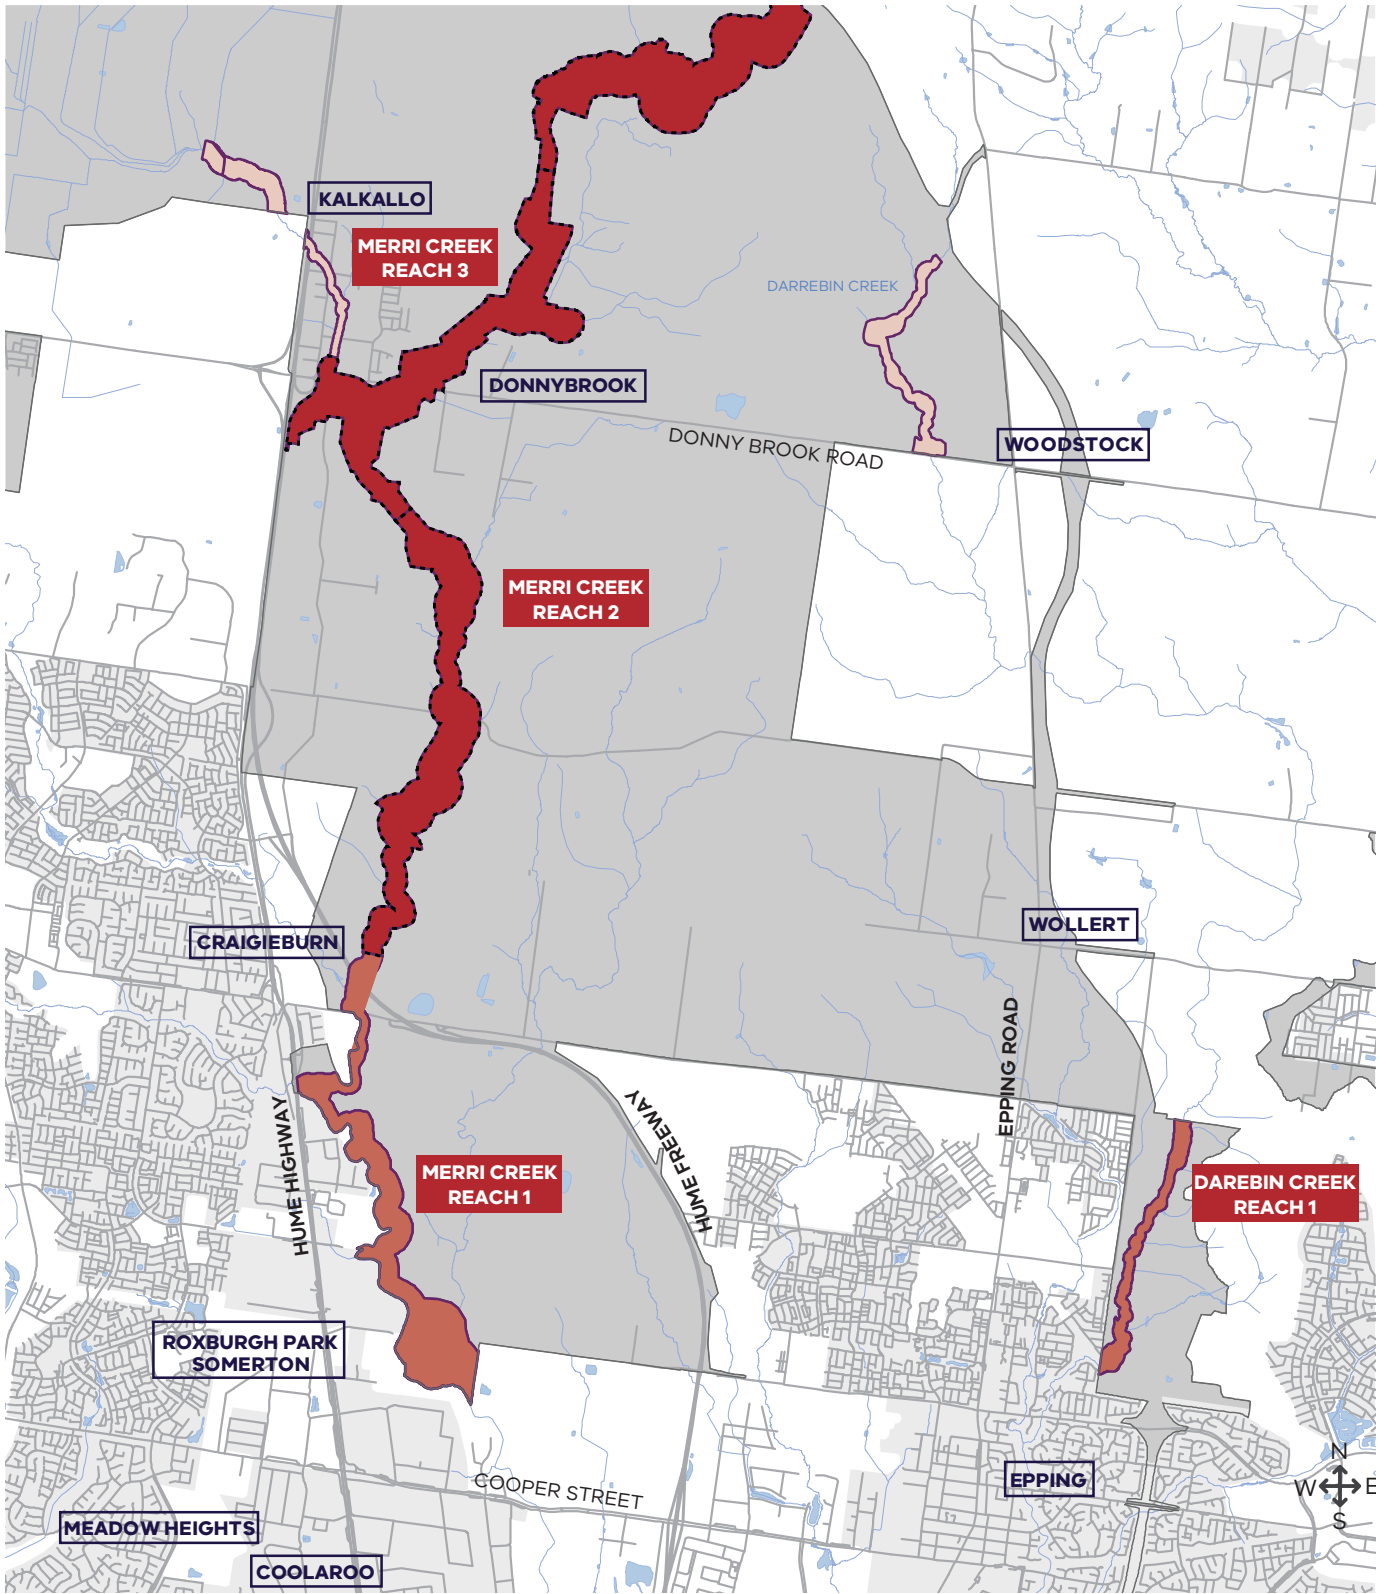 KALKALLO
MERRI CREEK
REACH 3
DARREBIN CREEK
DONNYBROOK
DONNY BROOK ROAD
WOODSTOCK
MERRI CREEK
REACH 2
WOLLERT
CRAIGIEBURN
EPPING ROAD
HUME HIGHWAY
HUME FREEWAY
MERRI CREEK
REACH 1
DAREBIN CREEK
REACH 1
ROXBURGH PARK
SOMERTON
COOPER STREET
EPPING
N
W
E
S
MEADOW HEIGHTS
COOLAROO